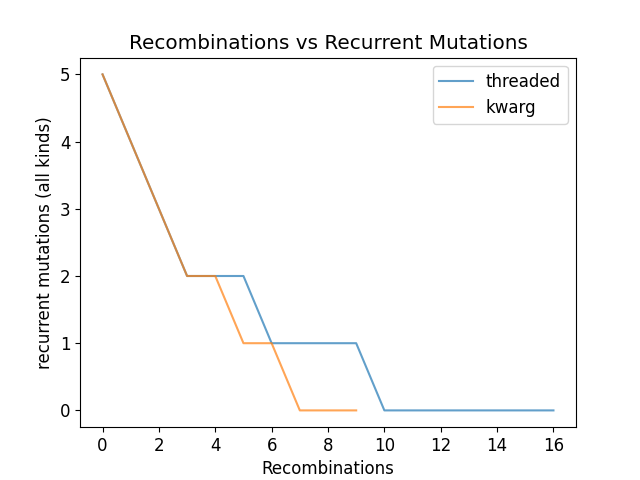 Recombinations vs Recurrent Mutations
threaded
kwarg
recurrent mutations (all kinds)
5
4
3
2
1
0
0 2 4 6 8 10 12 14 16
Recombinations